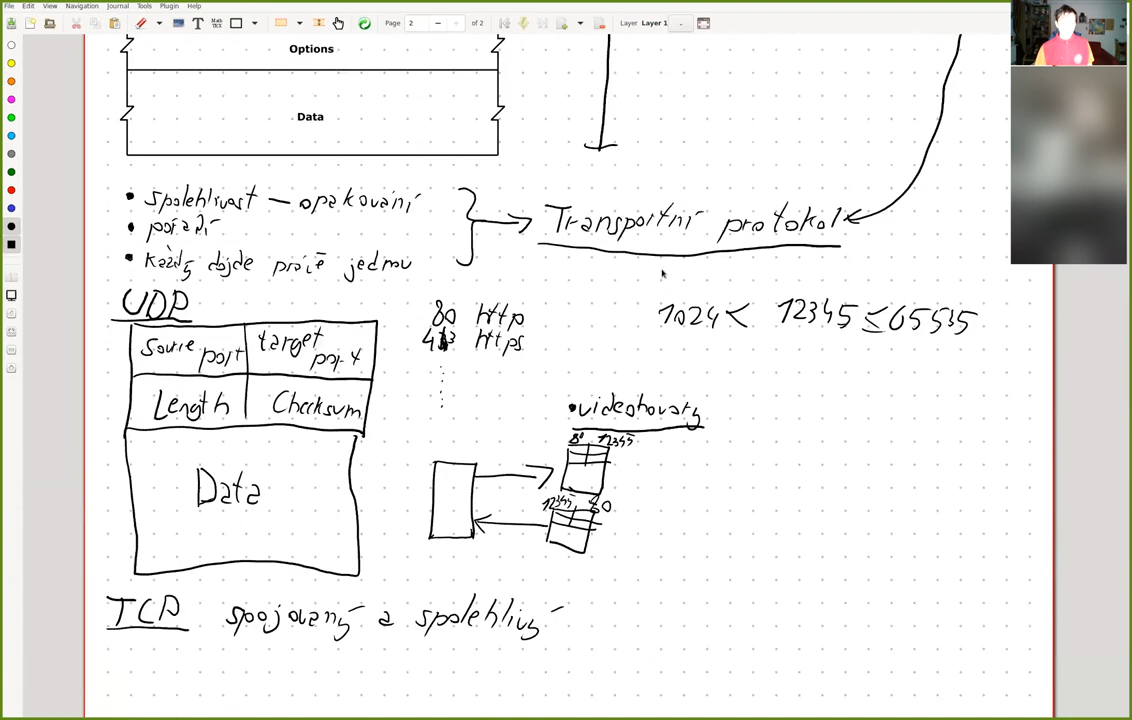 File Edit View Navigation Journal Tools Plugin Help
Page 2 of 2 Layer Layer 1
Options
Data
• spolehlivost — opakování
• pořadí
• každý dojde právě jednou
Transportní protokol
UDP
source port target port
Length Checksum
Data
80 http
443 https
1024 < 12345 ≤ 65535
• videohovory
80 12345
12345 80
TCP spojovaný a spolehlivý